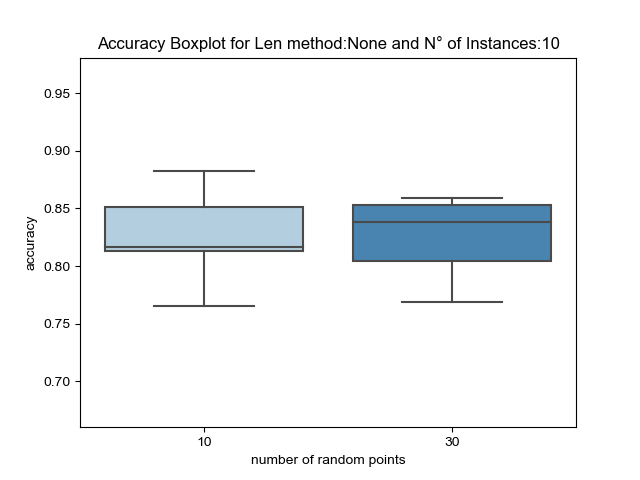 Accuracy Boxplot for Len method:None and N° of Instances:10
0.95
0.90
0.85
0.80
0.75
0.70
accuracy
10 30
number of random points